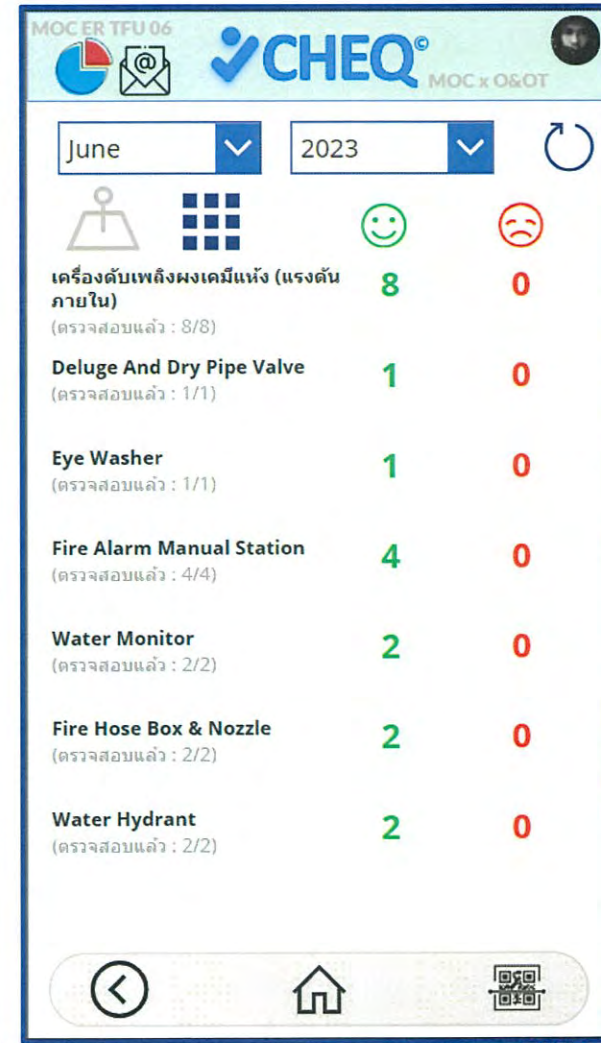 MOC ER TFU 06
CHEQ©
MOC x O&OT
June
2023
เครื่องดับเพลิงผงเคมีแห้ง (แรงดัน
ภายใน)
8
0
(ตรวจสอบแล้ว : 8/8)
Deluge And Dry Pipe Valve
1
0
(ตรวจสอบแล้ว : 1/1)
Eye Washer
1
0
(ตรวจสอบแล้ว : 1/1)
Fire Alarm Manual Station
4
0
(ตรวจสอบแล้ว : 4/4)
Water Monitor
2
0
(ตรวจสอบแล้ว : 2/2)
Fire Hose Box & Nozzle
2
0
(ตรวจสอบแล้ว : 2/2)
Water Hydrant
2
0
(ตรวจสอบแล้ว : 2/2)